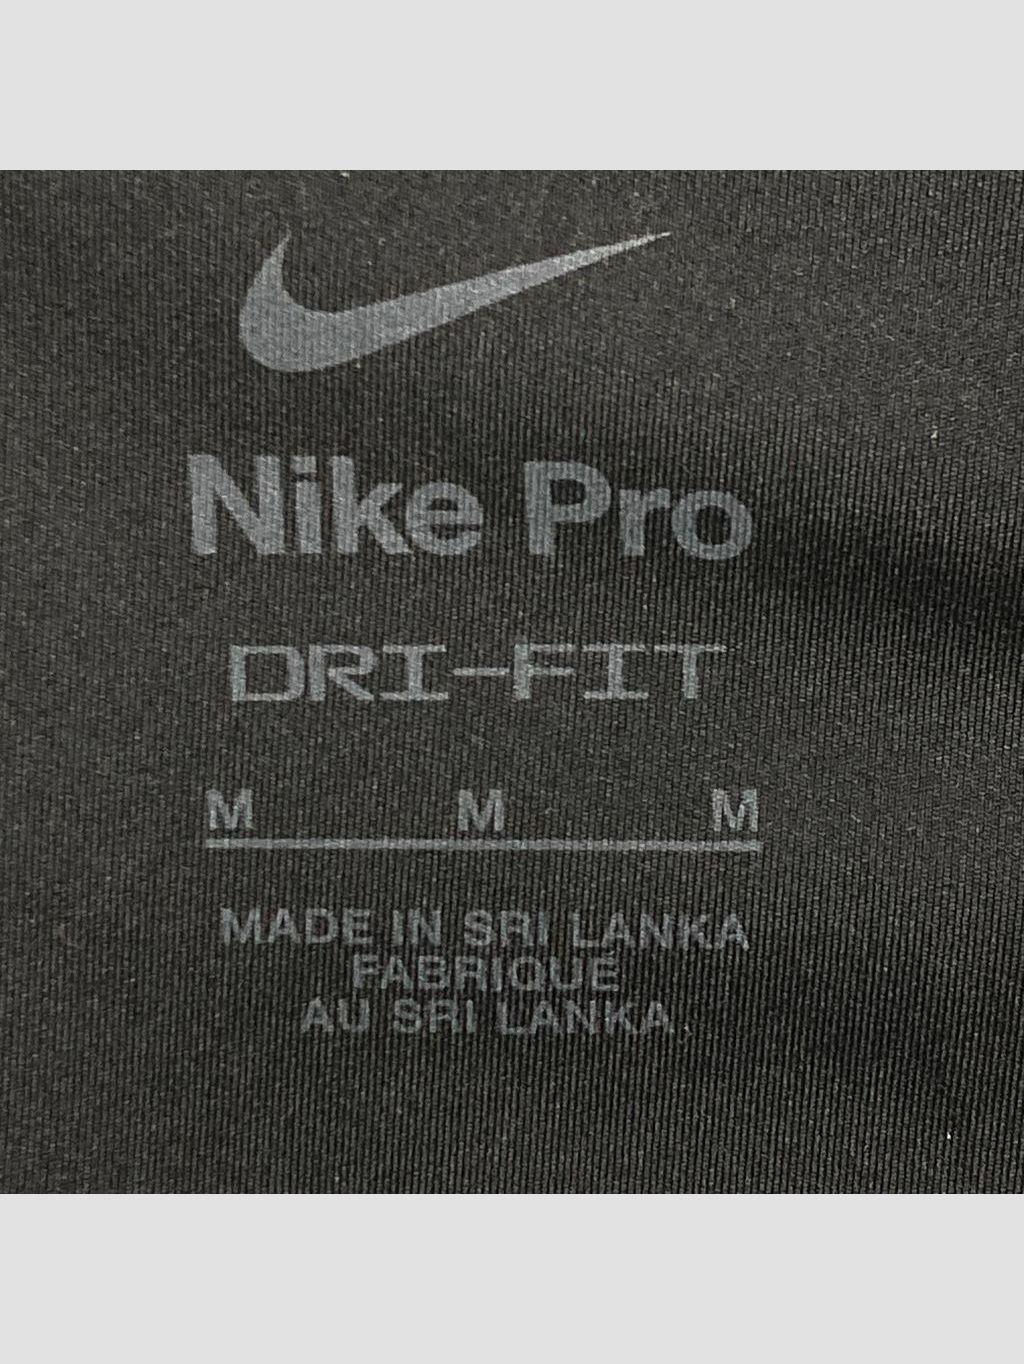 Nike Pro
DRI-FIT
M M M
MADE IN SRI LANKA
FABRIQUÉ
AU SRI LANKA